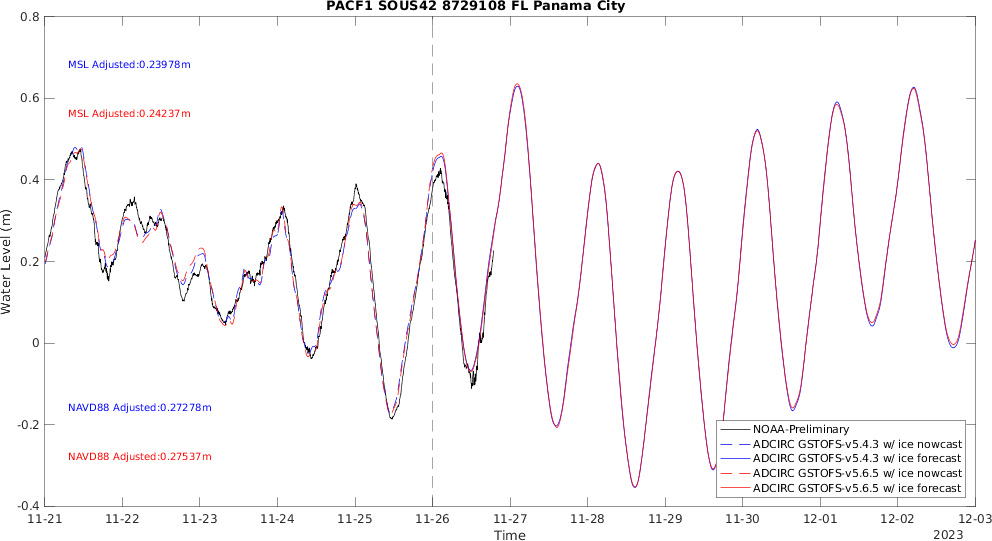 PACF1 SOUS42 8729108 FL Panama City
0.8
MSL Adjusted:0.23978m
0.6
MSL Adjusted:0.24237m
0.4
Water Level (m)
0.2
0
NAVD88 Adjusted:0.27278m
-0.2
NAVD88 Adjusted:0.27537m
-0.4
NOAA-Preliminary
ADCIRC GSTOFS-v5.4.3 w/ ice nowcast
ADCIRC GSTOFS-v5.4.3 w/ ice forecast
ADCIRC GSTOFS-v5.6.5 w/ ice nowcast
ADCIRC GSTOFS-v5.6.5 w/ ice forecast
11-21 11-22 11-23 11-24 11-25 11-26 11-27 11-28 11-29 11-30 12-01 12-02 12-03
Time
2023